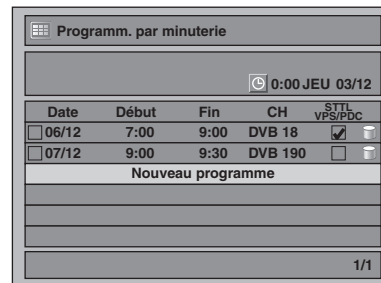 Programm. par minuterie
0:00 JEU 03/12
Date Début Fin CH STTL VPS/PDC
06/12 7:00 9:00 DVB 18
07/12 9:00 9:30 DVB 190
Nouveau programme
1/1